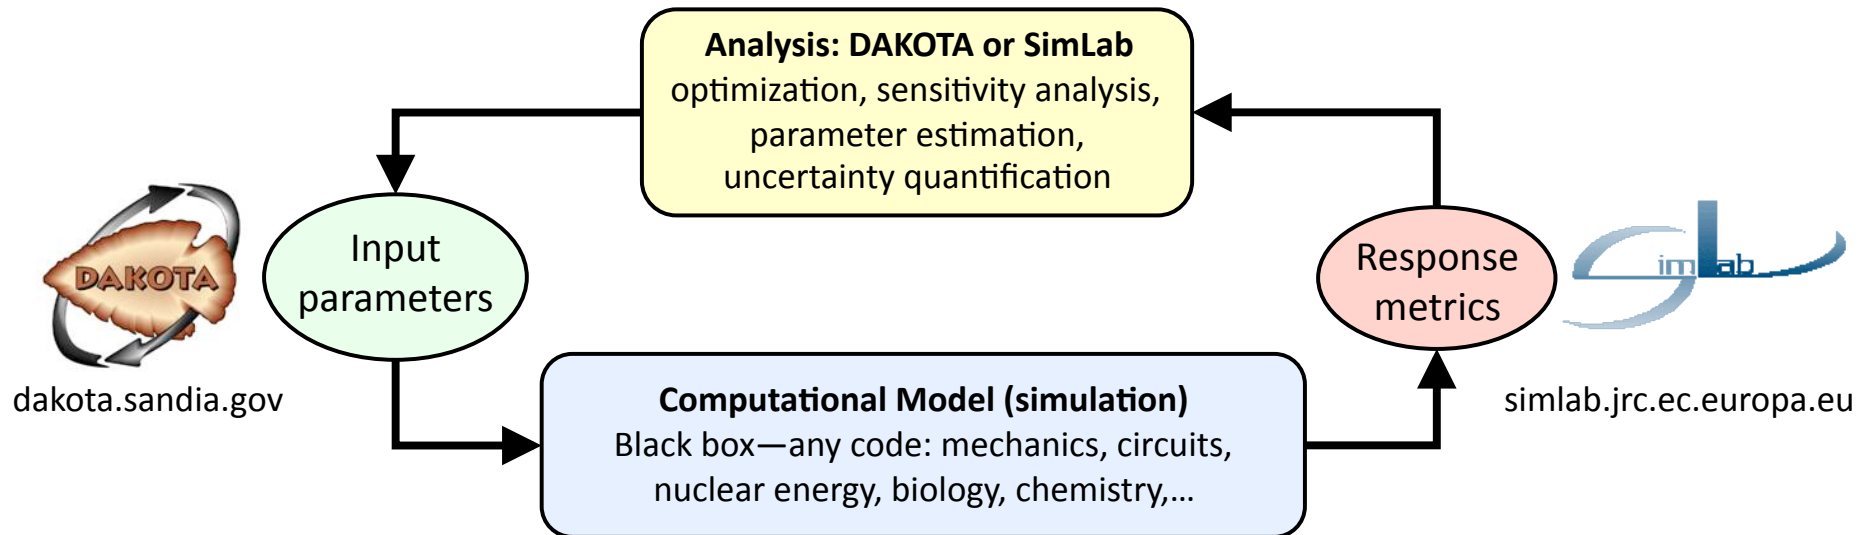 Analysis: DAKOTA or SimLab
optimization, sensitivity analysis,
parameter estimation,
uncertainty quantification
DAKOTA
dakota.sandia.gov
Input
parameters
Response
metrics
imLab
simlab.jrc.ec.europa.eu
Computational Model (simulation)
Black box—any code: mechanics, circuits,
nuclear energy, biology, chemistry,...